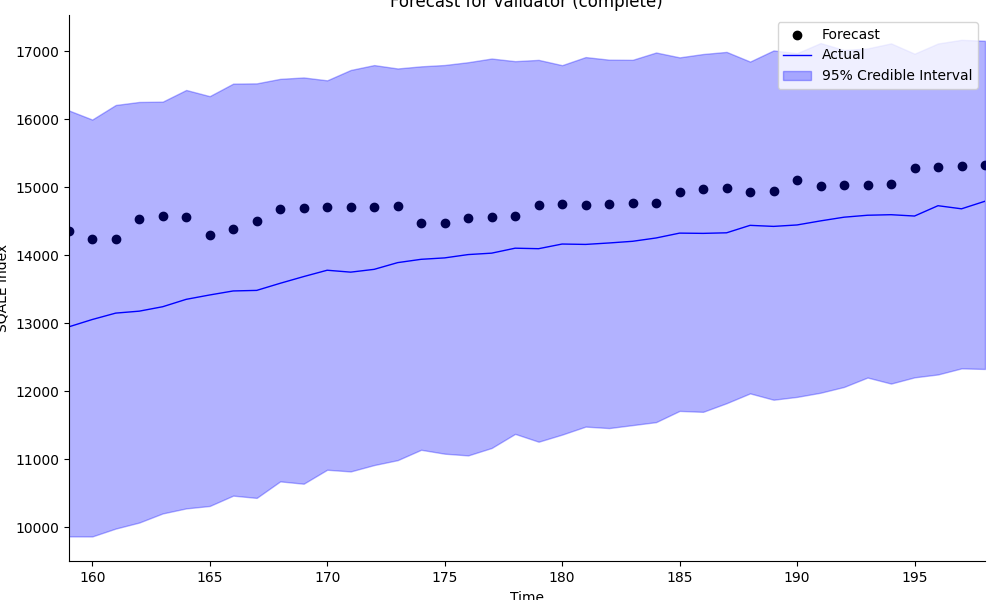 Forecast for validator (complete)
Forecast
Actual
95% Credible Interval
SQALE Index
17000
16000
15000
14000
13000
12000
11000
10000
160 165 170 175 180 185 190 195
Time